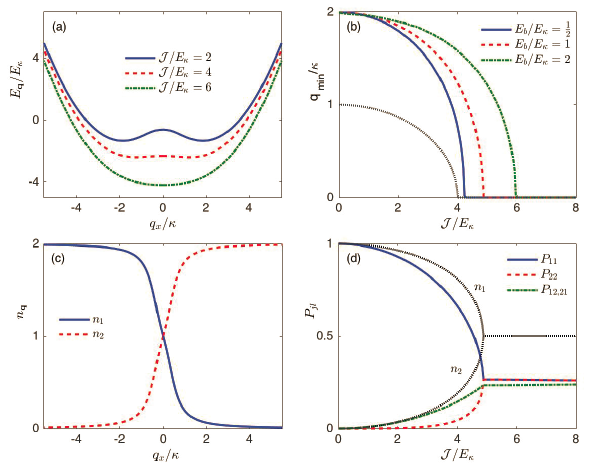 (a)
𝒥/E_κ = 2
𝒥/E_κ = 4
𝒥/E_κ = 6
E_q/E_κ
4
0
-4
-4 -2 0 2 4
q_x/κ
(b)
E_b/E_κ = 1/2
E_b/E_κ = 1
E_b/E_κ = 2
q_min/κ
2
1
0
0 2 4 6 8
𝒥/E_κ
(c)
n_1
n_2
n_q
2
1
0
-4 -2 0 2 4
q_x/κ
(d)
P_11
P_22
P_12,21
n_1
n_2
P_jl
1
0.5
0
0 2 4 6 8
𝒥/E_κ